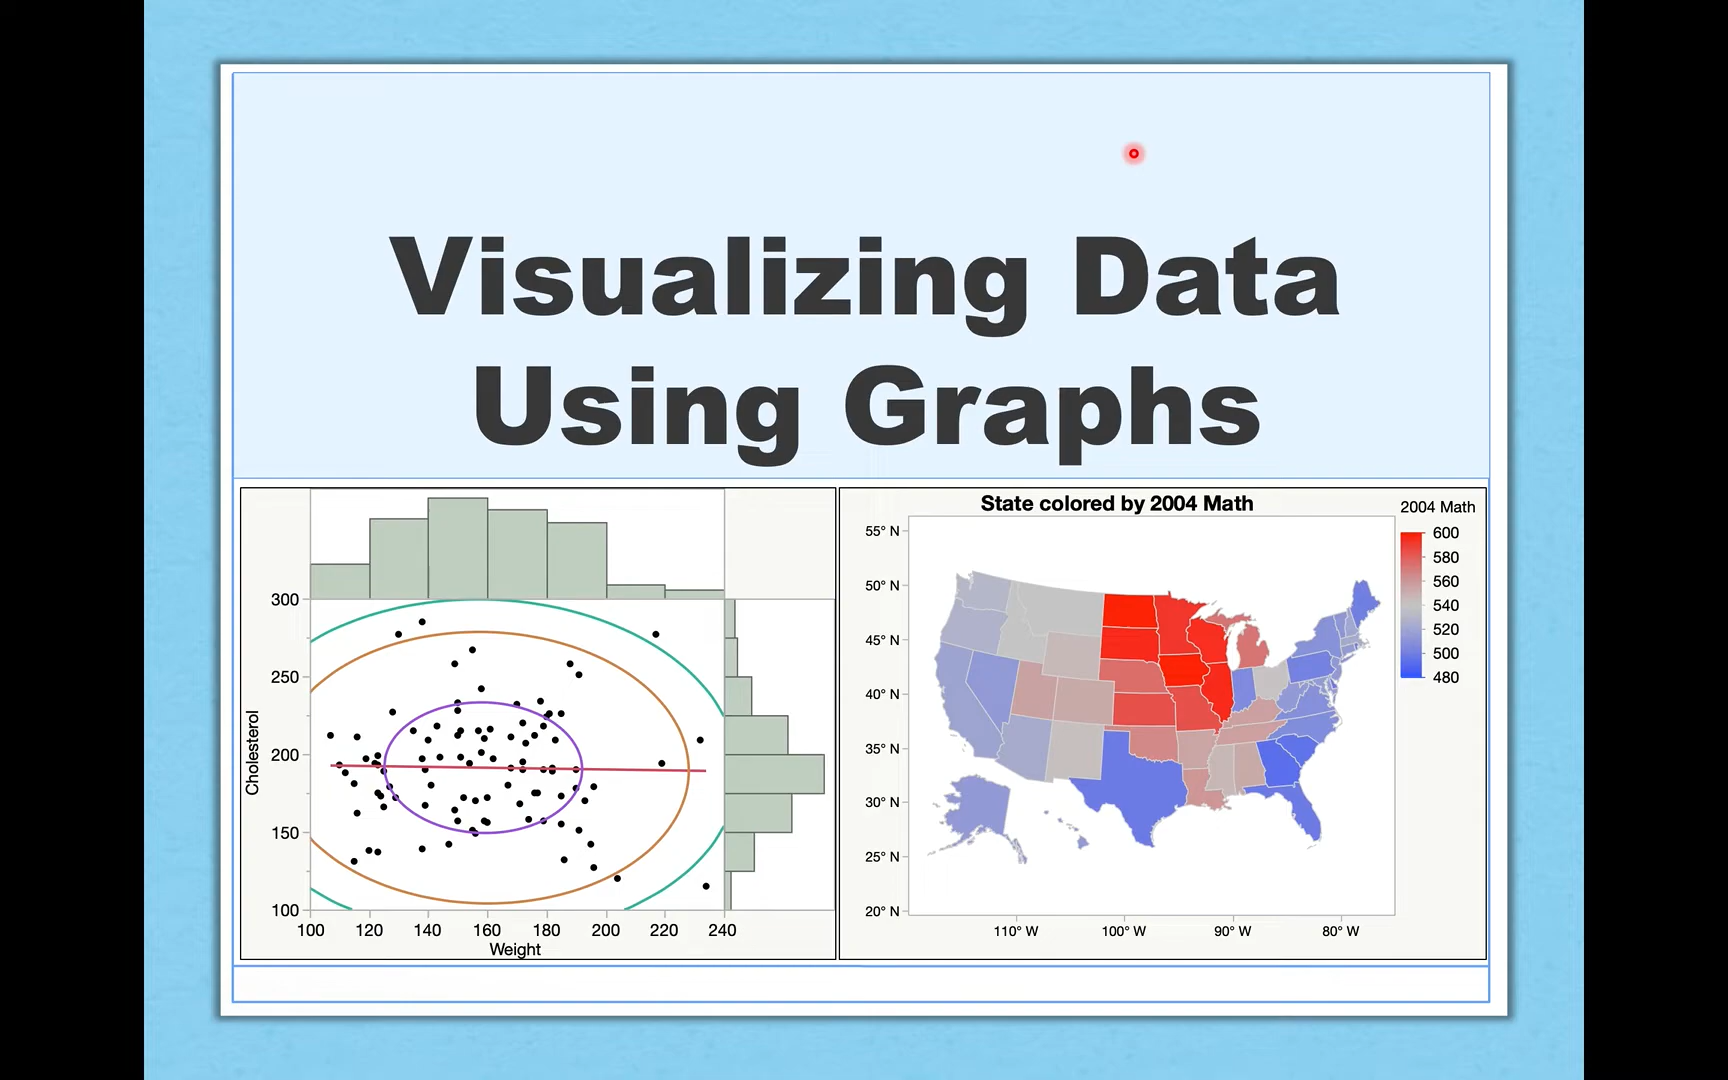 Visualizing Data
Using Graphs
300
250
200
150
100
Cholesterol
100 120 140 160 180 200 220 240
Weight
State colored by 2004 Math
2004 Math
600
580
560
540
520
500
480
55° N
50° N
45° N
40° N
35° N
30° N
25° N
20° N
110° W 100° W 90° W 80° W